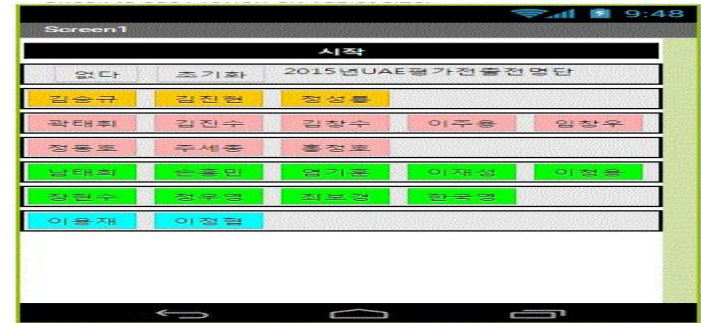 9:48
Screen1
시작
없다 초기화 2015년UAE평가전출전명단
김승규 김진현 정성룡
곽태휘 김진수 김창수 이주용 임창우
정동호 주세종 홍정호
남태희 손흥민 염기훈 이재성 이청용
장현수 정우영 최보경 한국영
이용재 이정협